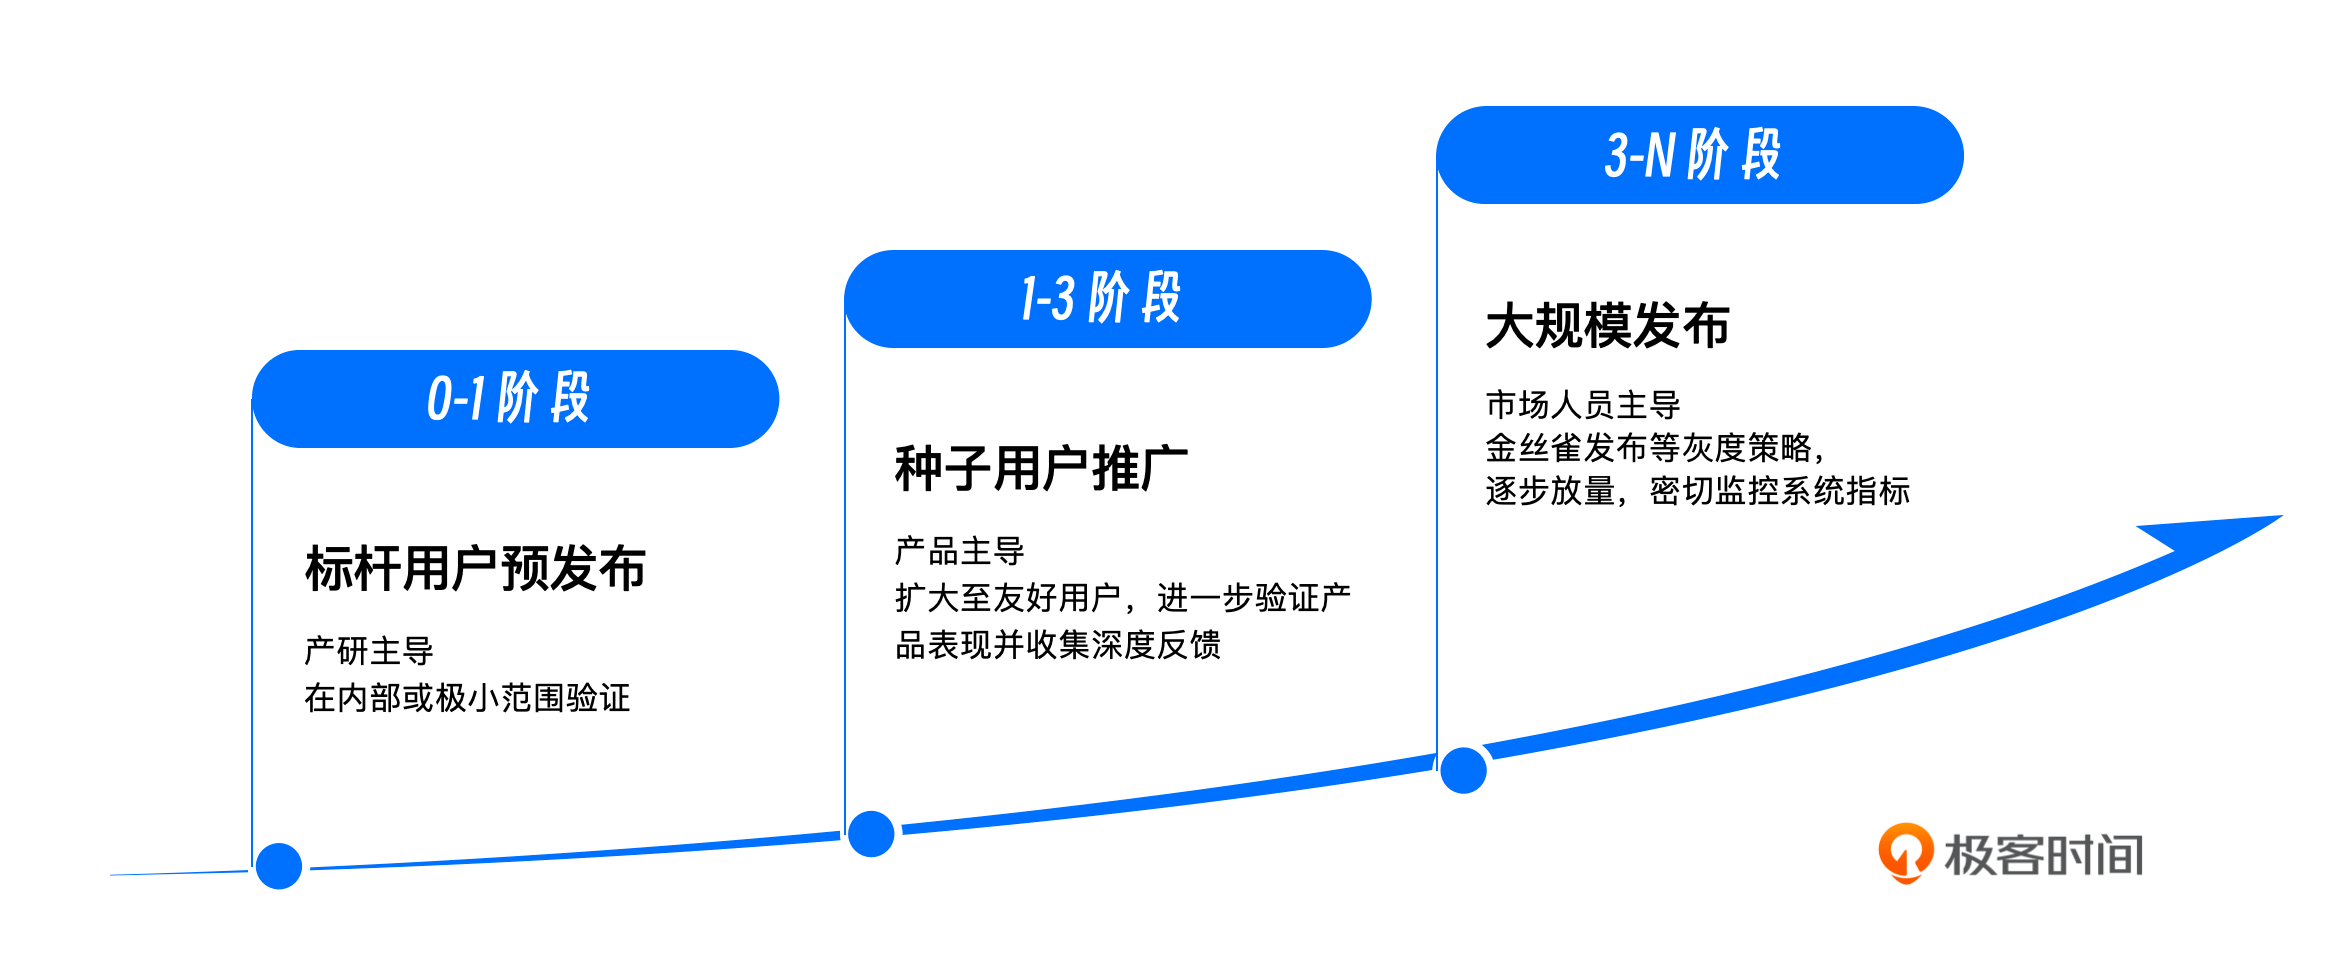 0-1 阶段
标杆用户预发布
产研主导
在内部或极小范围验证
1-3 阶段
种子用户推广
产品主导
扩大至友好用户，进一步验证产
品表现并收集深度反馈
3-N 阶段
大规模发布
市场人员主导
金丝雀发布等灰度策略，
逐步放量，密切监控系统指标
极客时间